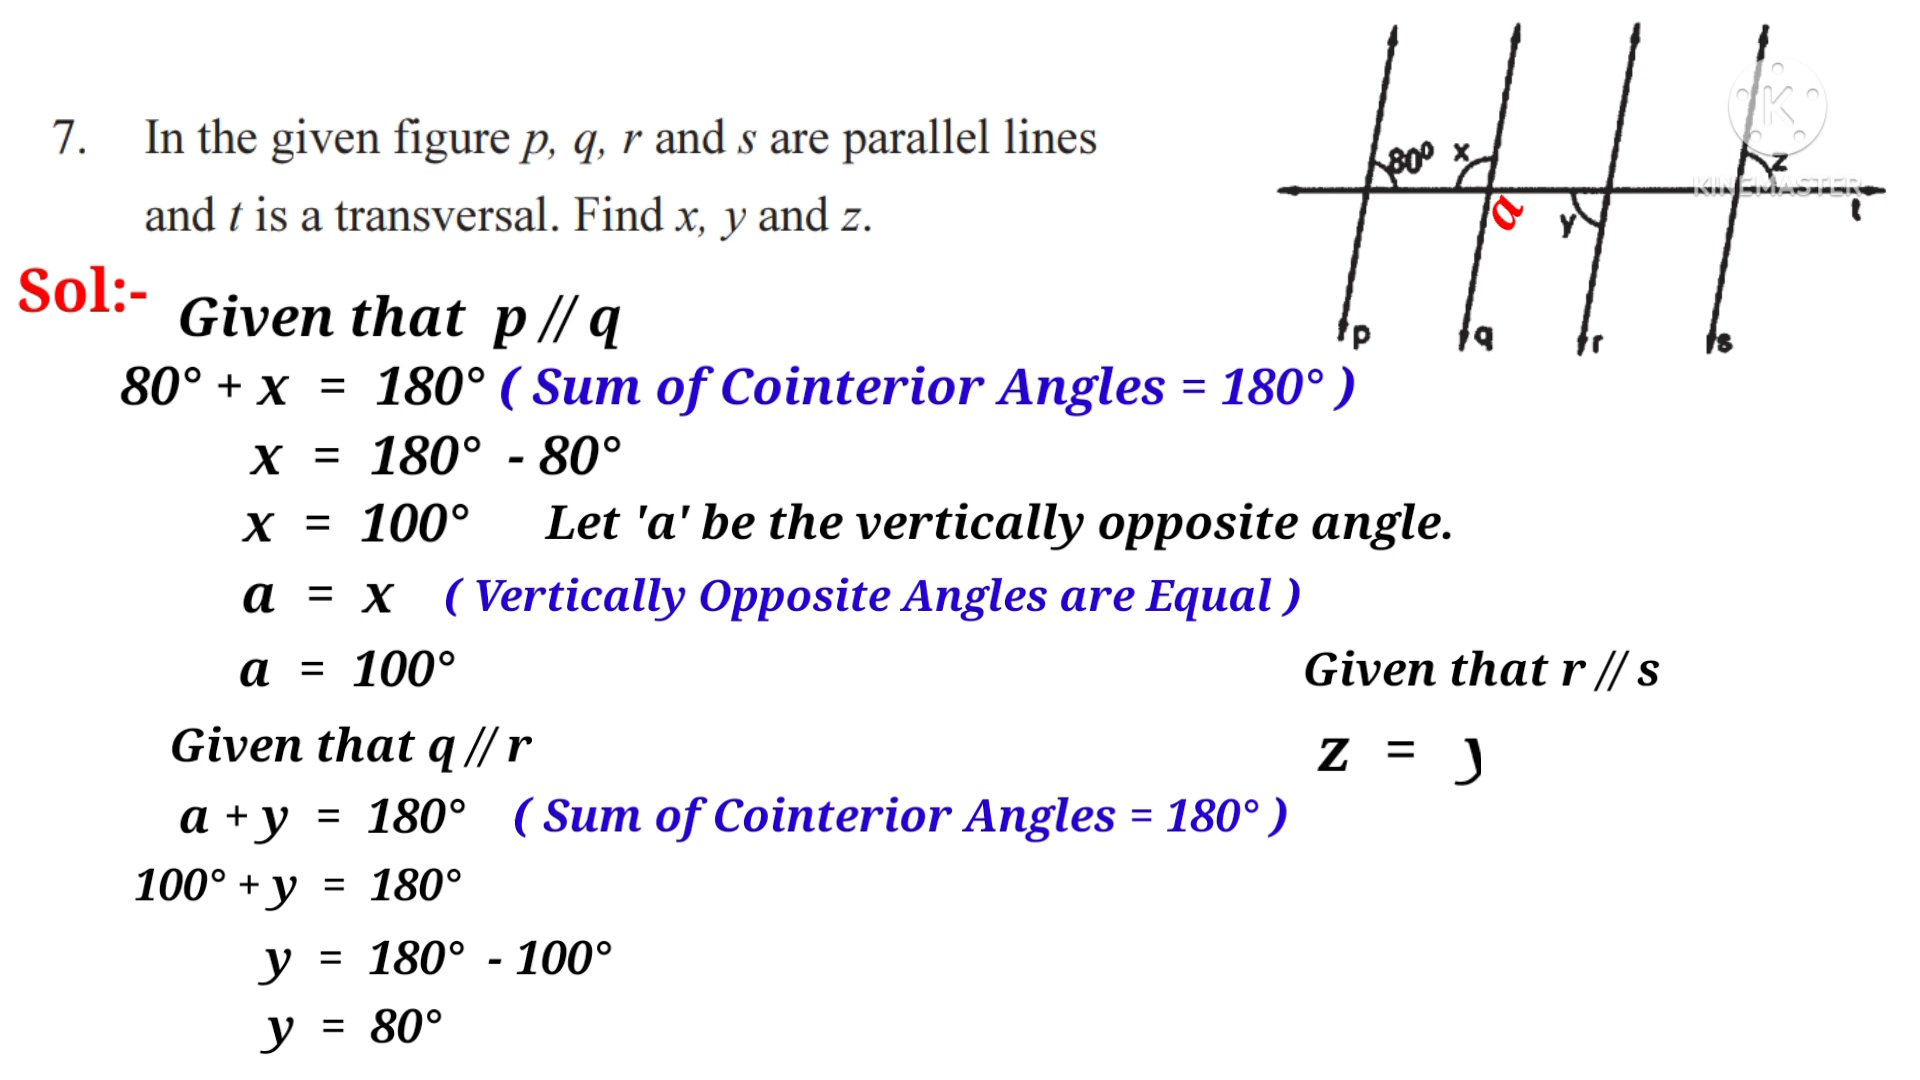 7. In the given figure p, q, r and s are parallel lines
and t is a transversal. Find x, y and z.
80⁰ x
z
KINEMASTER
a
y
t
p q r s
Sol:-
Given that p // q
80° + x = 180° ( Sum of Cointerior Angles = 180° )
x = 180° - 80°
x = 100° Let 'a' be the vertically opposite angle.
a = x ( Vertically Opposite Angles are Equal )
a = 100°
Given that q // r
a + y = 180° ( Sum of Cointerior Angles = 180° )
100° + y = 180°
y = 180° - 100°
y = 80°
Given that r // s
z = y